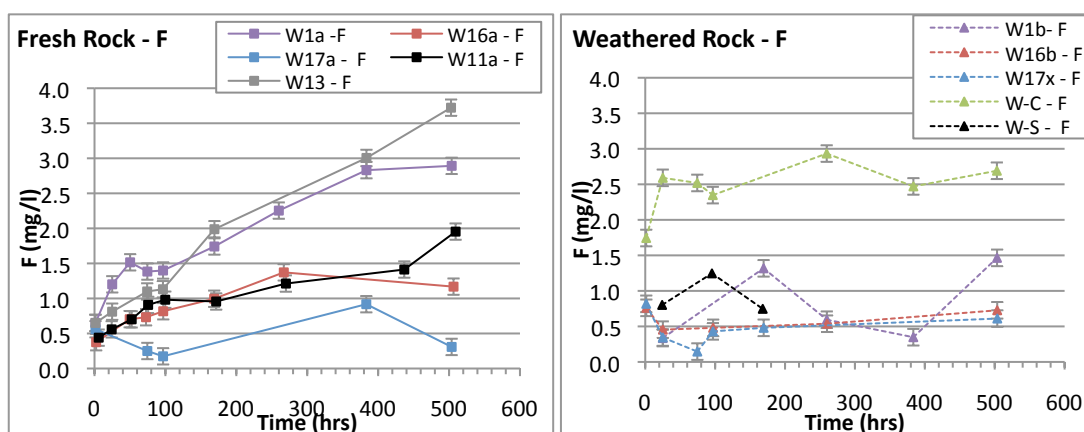 Fresh Rock - F
W1a -F
W16a - F
W17a - F
W11a - F
W13 - F
F (mg/l)
4.0
3.5
3.0
2.5
2.0
1.5
1.0
0.5
0.0
0
100
200
300
400
500
600
Time (hrs)
Weathered Rock - F
W1b- F
W16b - F
W17x - F
W-C - F
W-S - F
F (mg/l)
4.0
3.0
2.5
2.0
1.5
1.0
0.5
0.0
0
100
200
300
400
500
600
Time (hrs)